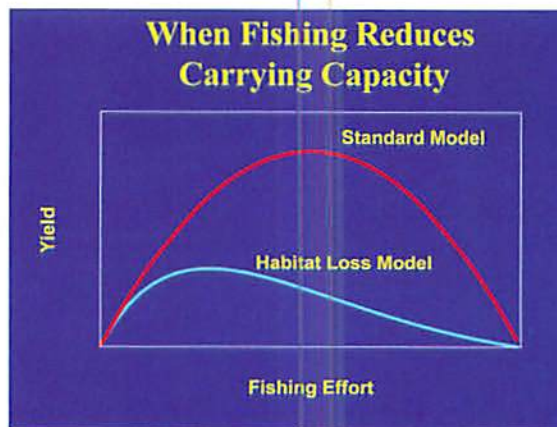 When Fishing Reduces
Carrying Capacity
Standard Model
Yield
Habitat Loss Model
Fishing Effort